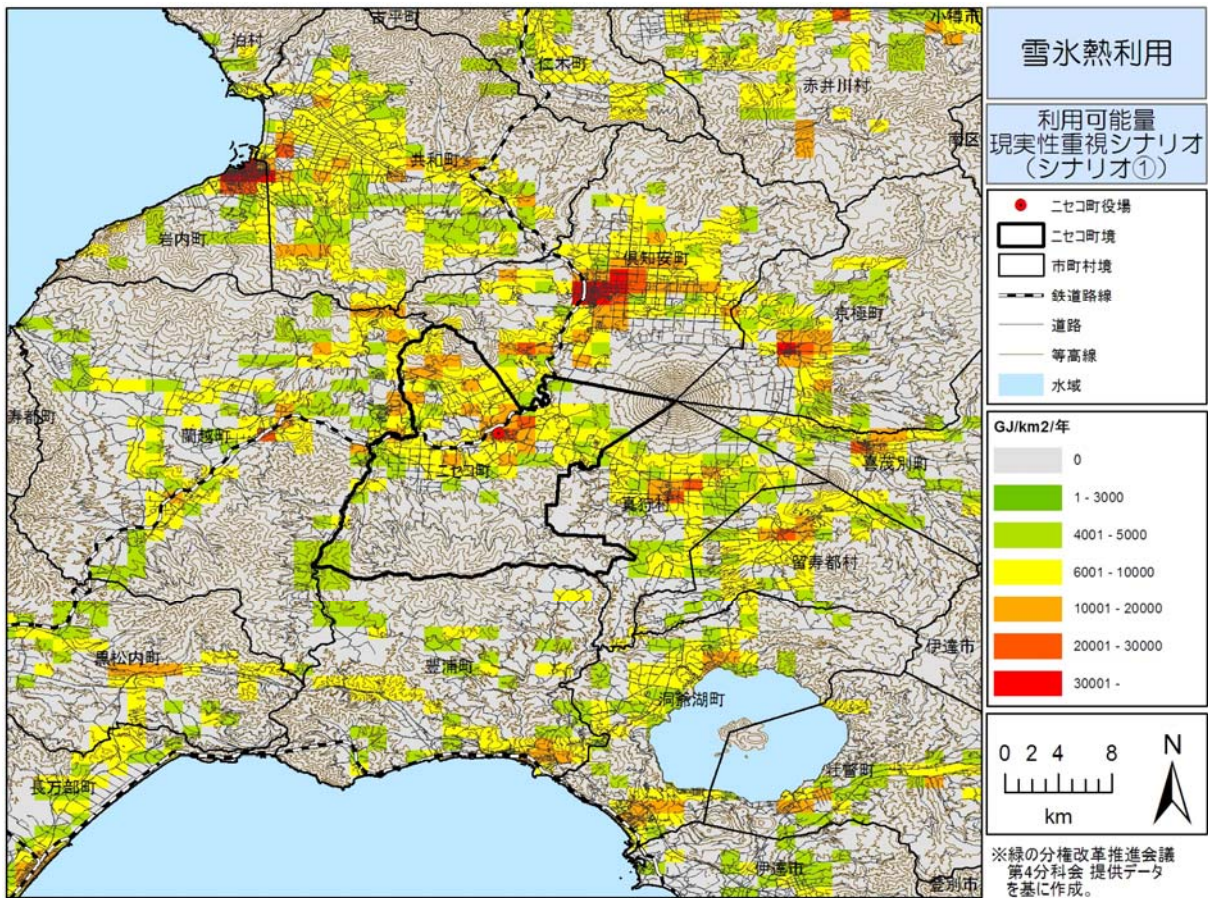 古平町
小樽市
泊村
仁木町
赤井川村
南区
共和町
岩内町
倶知安町
京極町
寿都町
蘭越町
ニセコ町
喜茂別町
真狩村
留寿都村
伊達市
黒松内町
豊浦町
洞爺湖町
長万部町
壮瞥町
伊達市
登別市
雪氷熱利用
利用可能量
現実性重視シナリオ
（シナリオ①）
ニセコ町役場
ニセコ町境
市町村境
鉄道路線
道路
等高線
水域
GJ/km2/年
0
1 - 3000
4001 - 5000
6001 - 10000
10001 - 20000
20001 - 30000
30001 -
0 2 4 8
km
N
※緑の分権改革推進会議
第4分科会 提供データ
を基に作成。